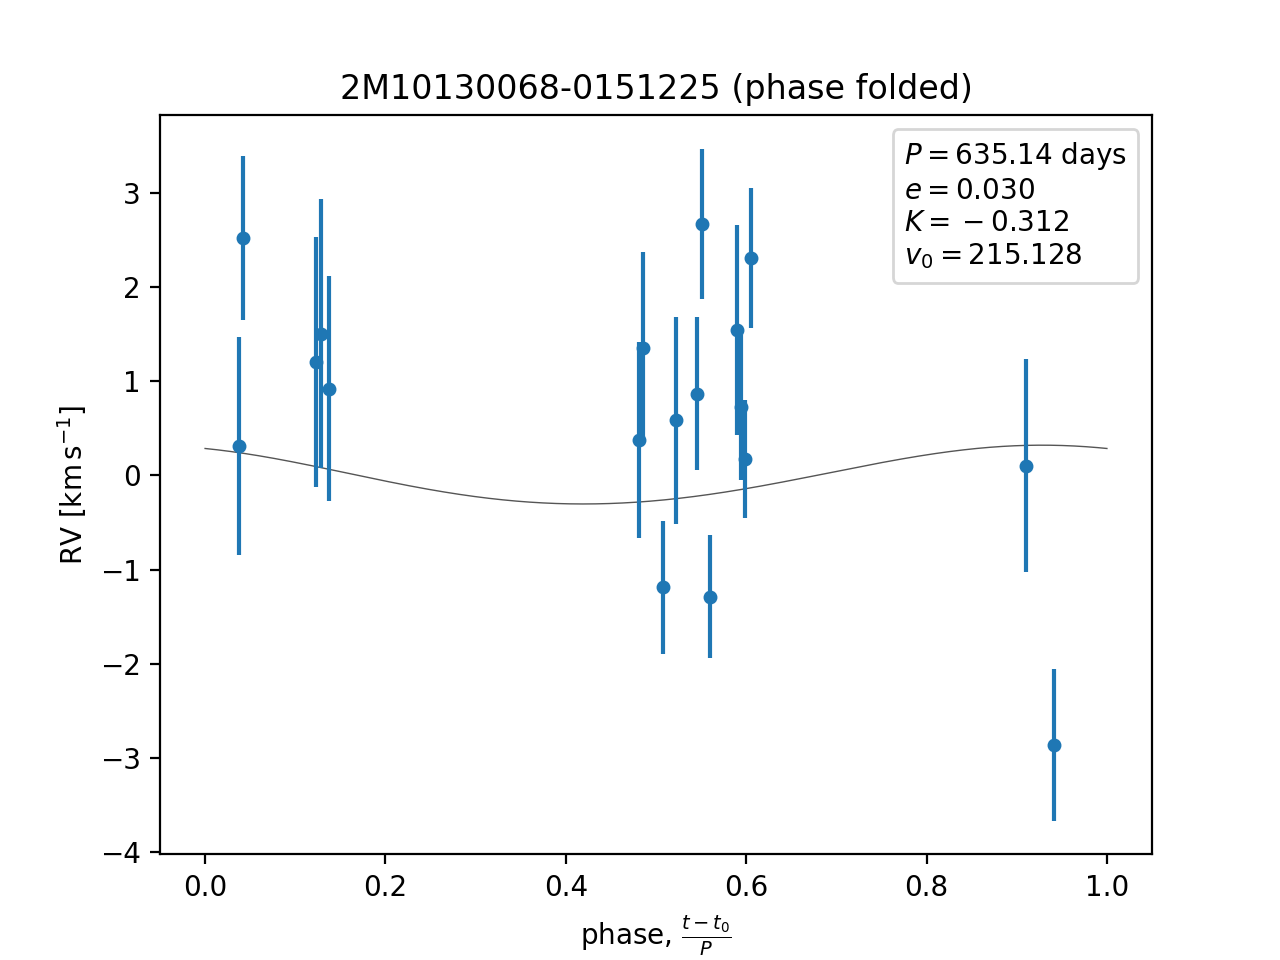 2M10130068-0151225 (phase folded)
P = 635.14 days
e = 0.030
K = −0.312
v₀ = 215.128
3
2
1
0
−1
−2
−3
−4
RV [km s⁻¹]
0.0 0.2 0.4 0.6 0.8 1.0
phase, (t − t₀)/P